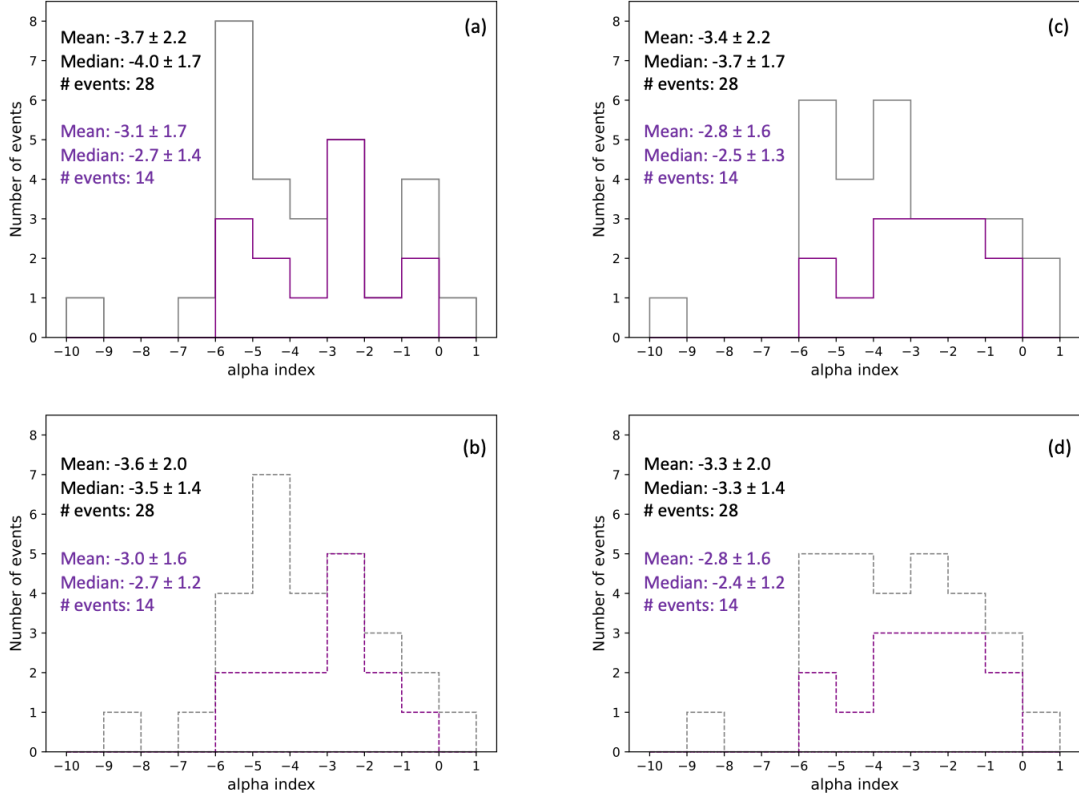 (a)
Mean: -3.7 ± 2.2
Median: -4.0 ± 1.7
# events: 28
Mean: -3.1 ± 1.7
Median: -2.7 ± 1.4
# events: 14
Number of events
8
7
6
5
4
3
2
1
0
−10 −9 −8 −7 −6 −5 −4 −3 −2 −1 0 1
alpha index
(c)
Mean: -3.4 ± 2.2
Median: -3.7 ± 1.7
# events: 28
Mean: -2.8 ± 1.6
Median: -2.5 ± 1.3
# events: 14
Number of events
8
7
6
5
4
3
2
1
0
−10 −9 −8 −7 −6 −5 −4 −3 −2 −1 0 1
alpha index
(b)
Mean: -3.6 ± 2.0
Median: -3.5 ± 1.4
# events: 28
Mean: -3.0 ± 1.6
Median: -2.7 ± 1.2
# events: 14
Number of events
8
7
6
5
4
3
2
1
0
−10 −9 −8 −7 −6 −5 −4 −3 −2 −1 0 1
alpha index
(d)
Mean: -3.3 ± 2.0
Median: -3.3 ± 1.4
# events: 28
Mean: -2.8 ± 1.6
Median: -2.4 ± 1.2
# events: 14
Number of events
8
7
6
5
4
3
2
1
0
−10 −9 −8 −7 −6 −5 −4 −3 −2 −1 0 1
alpha index